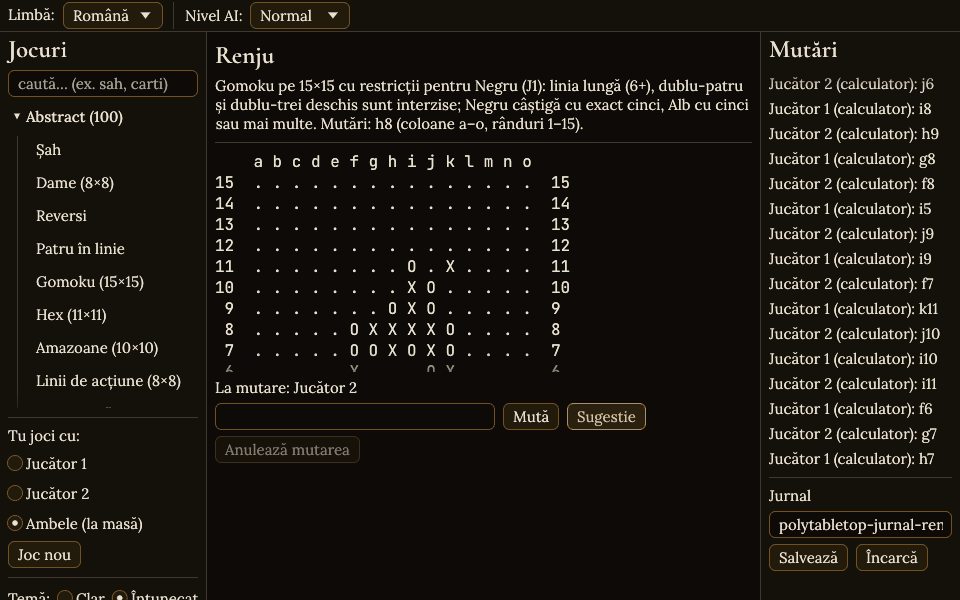 Limbă: Română ▼ Nivel AI: Normal ▼
Jocuri
caută... (ex. sah, carti)
▼ Abstract (100)
Șah
Dame (8×8)
Reversi
Patru în linie
Gomoku (15×15)
Hex (11×11)
Amazoane (10×10)
Linii de acțiune (8×8)
Tu joci cu:
Jucător 1
Jucător 2
Ambele (la masă)
Joc nou
Temă: Clar Întunecat
Renju
Gomoku pe 15×15 cu restricții pentru Negru (J1): linia lungă (6+), dublu-patru
și dublu-trei deschis sunt interzise; Negru câștigă cu exact cinci, Alb cu cinci
sau mai multe. Mutări: h8 (coloane a–o, rânduri 1–15).
a b c d e f g h i j k l m n o
15 . . . . . . . . . . . . . . . 15
14 . . . . . . . . . . . . . . . 14
13 . . . . . . . . . . . . . . . 13
12 . . . . . . . . . . . . . . . 12
11 . . . . . . . . O . X . . . . 11
10 . . . . . . . . X O . . . . . 10
9 . . . . . . . O X O . . . . . 9
8 . . . . . O X X X X O . . . . 8
7 . . . . . O O X O X O . . . . 7
6 . . . . . X . . . O X . . . . 6
La mutare: Jucător 2
Mută Sugestie
Anulează mutarea
Mutări
Jucător 2 (calculator): j6
Jucător 1 (calculator): i8
Jucător 2 (calculator): h9
Jucător 1 (calculator): g8
Jucător 2 (calculator): f8
Jucător 1 (calculator): i5
Jucător 2 (calculator): j9
Jucător 1 (calculator): i9
Jucător 2 (calculator): f7
Jucător 1 (calculator): k11
Jucător 2 (calculator): j10
Jucător 1 (calculator): i10
Jucător 2 (calculator): i11
Jucător 1 (calculator): f6
Jucător 2 (calculator): g7
Jucător 1 (calculator): h7
Jurnal
polytabletop-jurnal-ren
Salvează Încarcă